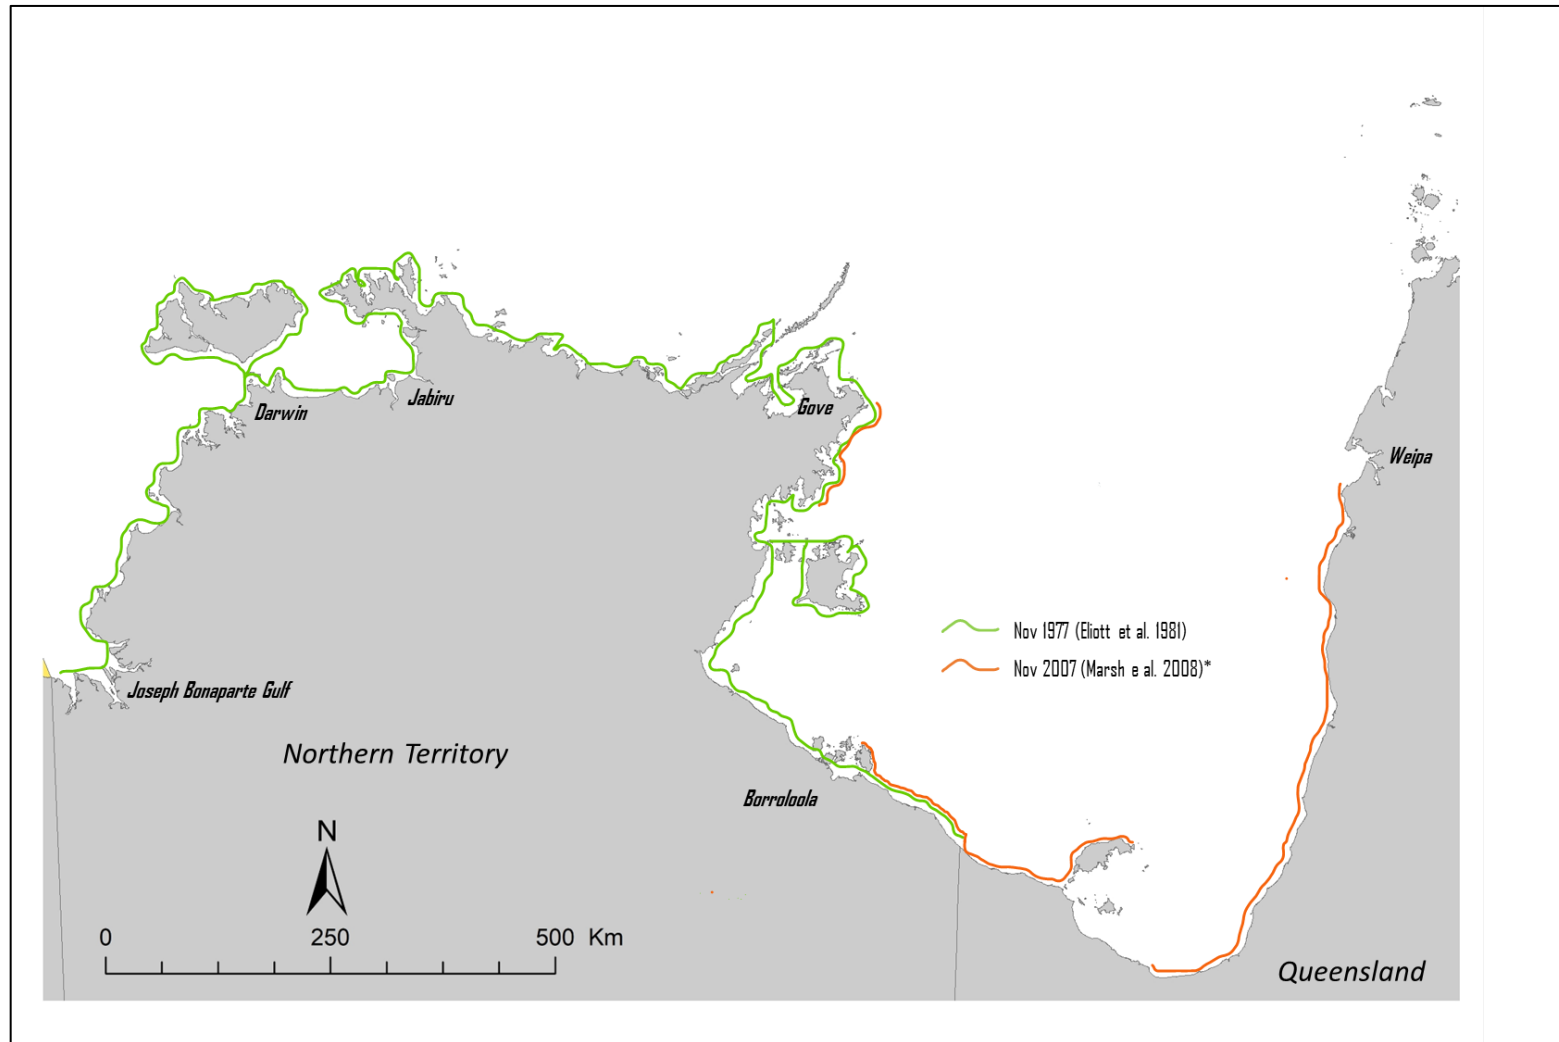 Darwin
Jabiru
Gove
Weipa
Nov 1977 (Eliott et al. 1981)
Nov 2007 (Marsh e al. 2008)*
Joseph Bonaparte Gulf
Northern Territory
Borroloola
N
0 250 500 Km
Queensland